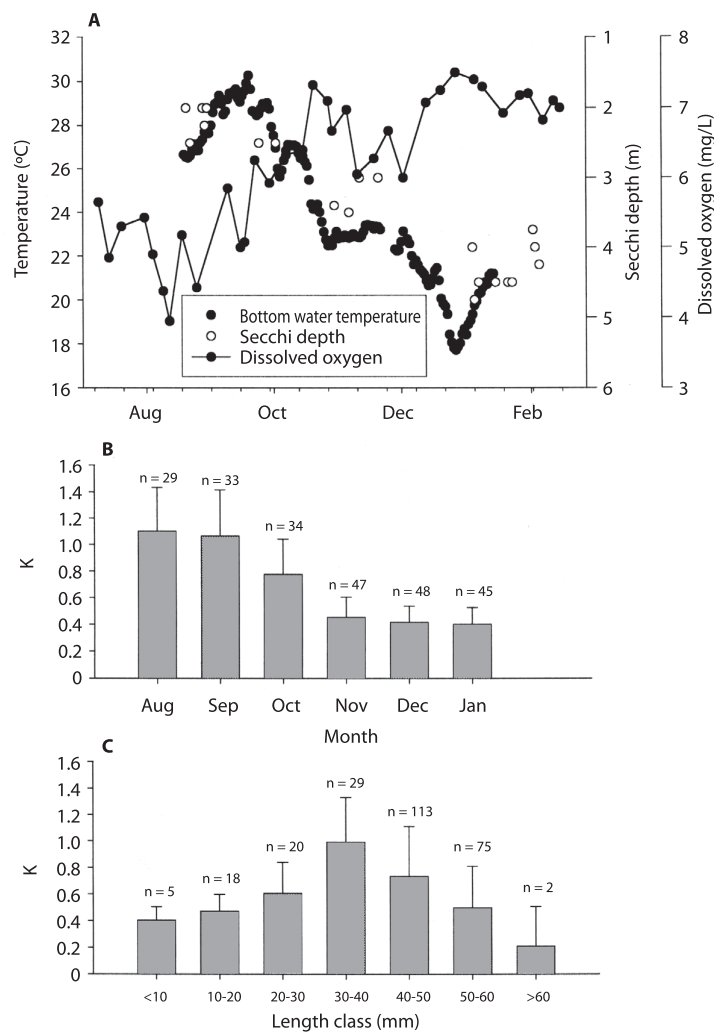 A
32
30
28
26
24
22
20
18
16
Temperature (ºC)
1
2
3
4
5
6
Secchi depth (m)
8
7
6
5
4
3
Dissolved oxygen (mg/L)
Bottom water temperature
Secchi depth
Dissolved oxygen
Aug Oct Dec Feb
B
1.6
1.4
1.2
1.0
0.8
0.6
0.4
0.2
0
K
n = 29 n = 33 n = 34 n = 47 n = 48 n = 45
Aug Sep Oct Nov Dec Jan
Month
C
1.6
1.4
1.2
1.0
0.8
0.6
0.4
0.2
0
K
n = 5 n = 18 n = 20 n = 29 n = 113 n = 75 n = 2
<10 10-20 20-30 30-40 40-50 50-60 >60
Length class (mm)